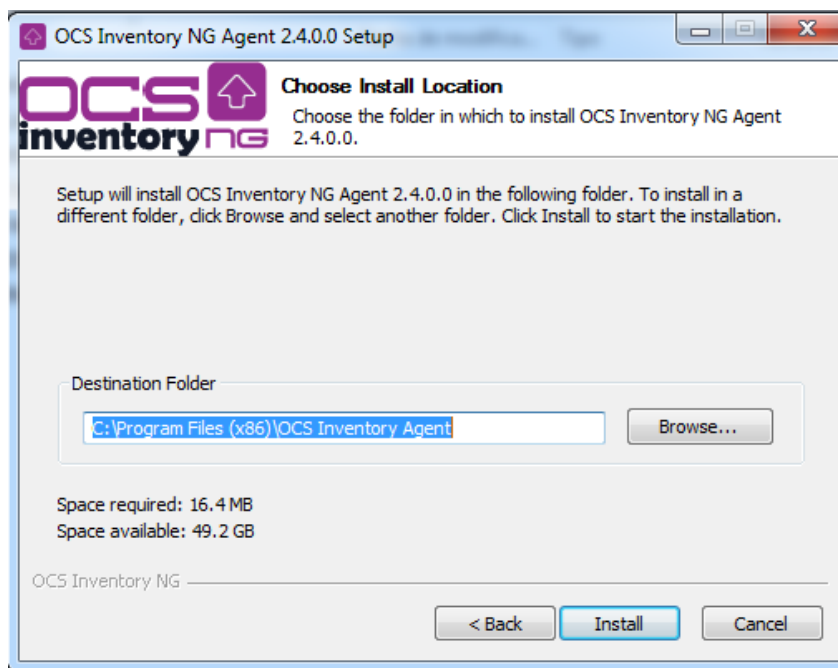 OCS Inventory NG Agent 2.4.0.0 Setup
OCS
inventory NG
Choose Install Location
Choose the folder in which to install OCS Inventory NG Agent
2.4.0.0.
Setup will install OCS Inventory NG Agent 2.4.0.0 in the following folder. To install in a
different folder, click Browse and select another folder. Click Install to start the installation.
Destination Folder
C:\Program Files (x86)\OCS Inventory Agent
Browse...
Space required: 16.4 MB
Space available: 49.2 GB
OCS Inventory NG
< Back
Install
Cancel